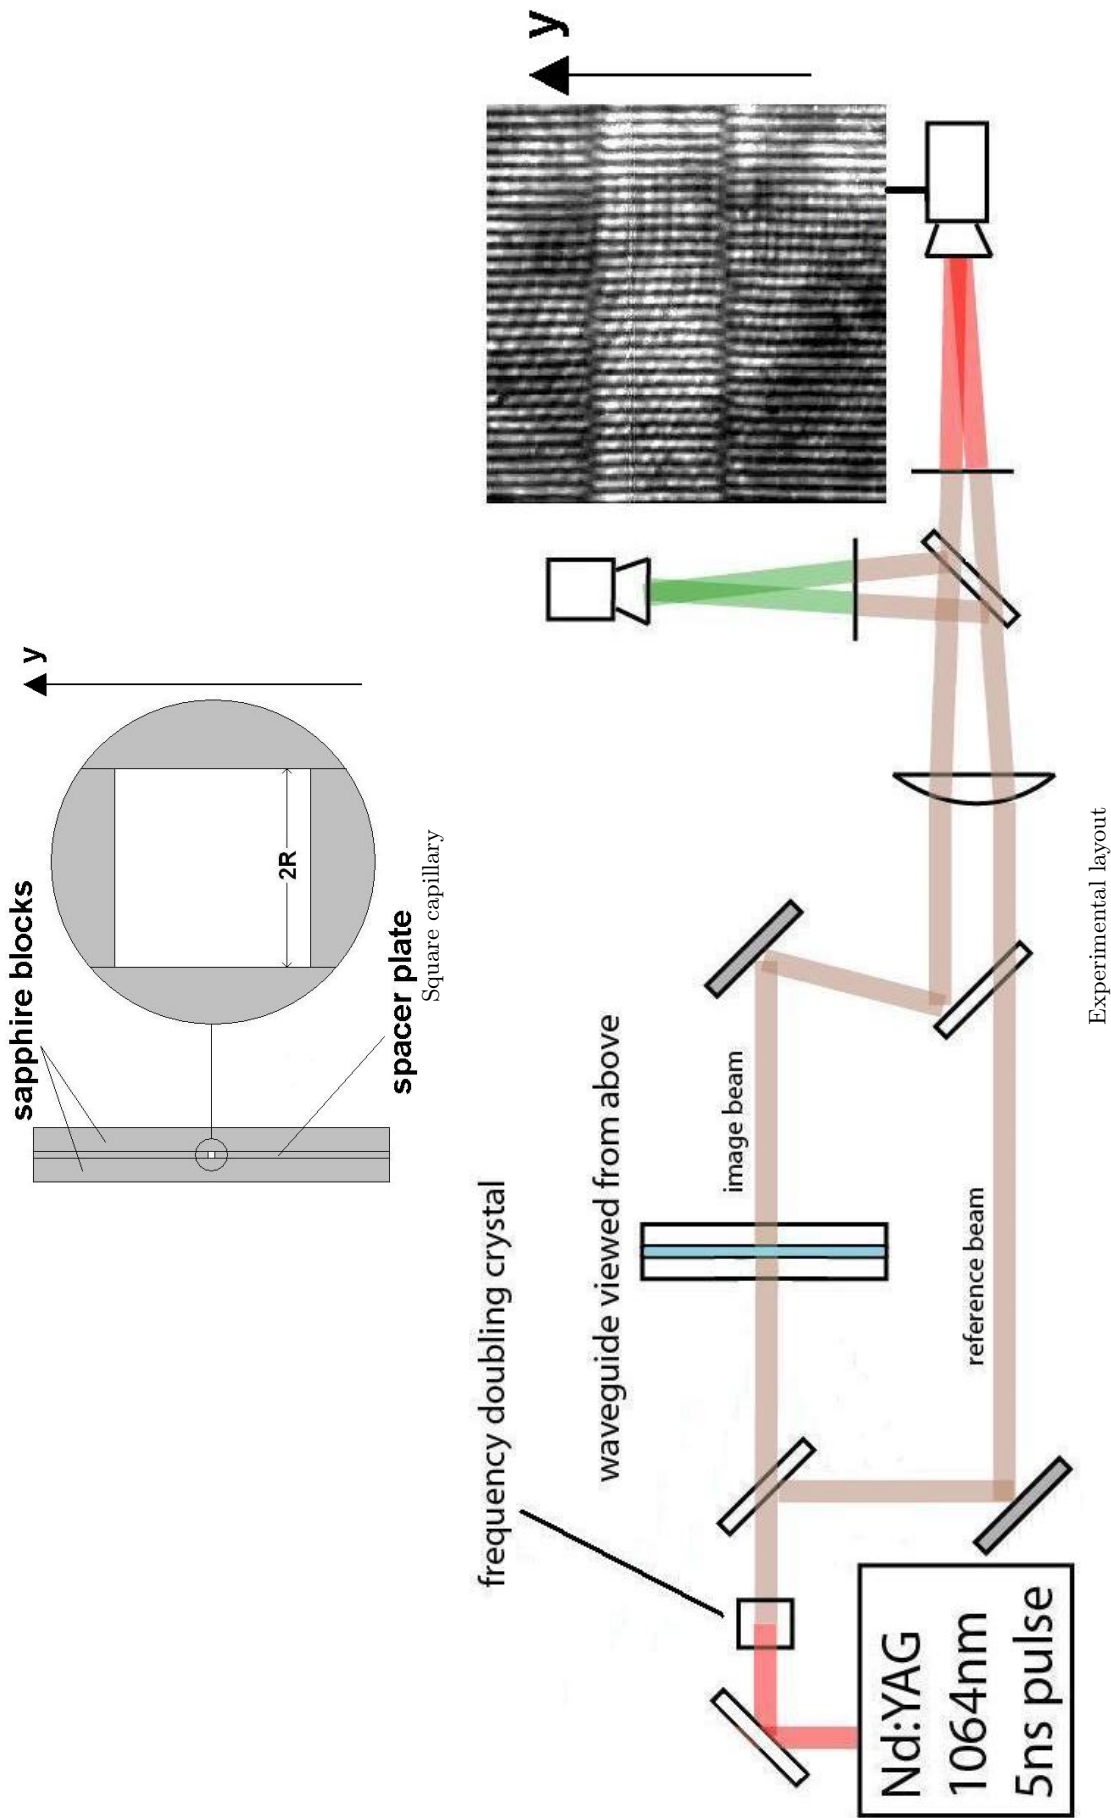 sapphire blocks
y
2R
spacer plate
Square capillary
y
frequency doubling crystal
waveguide viewed from above
image beam
reference beam
Nd:YAG
1064nm
5ns pulse
Experimental layout